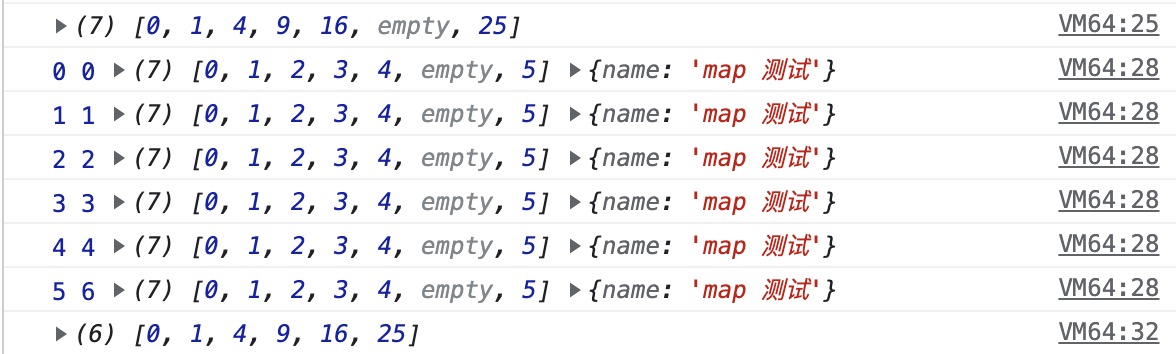 ▶(7) [0, 1, 4, 9, 16, empty, 25] VM64:25
0 0 ▶(7) [0, 1, 2, 3, 4, empty, 5] ▶{name: 'map 测试'} VM64:28
1 1 ▶(7) [0, 1, 2, 3, 4, empty, 5] ▶{name: 'map 测试'} VM64:28
2 2 ▶(7) [0, 1, 2, 3, 4, empty, 5] ▶{name: 'map 测试'} VM64:28
3 3 ▶(7) [0, 1, 2, 3, 4, empty, 5] ▶{name: 'map 测试'} VM64:28
4 4 ▶(7) [0, 1, 2, 3, 4, empty, 5] ▶{name: 'map 测试'} VM64:28
5 6 ▶(7) [0, 1, 2, 3, 4, empty, 5] ▶{name: 'map 测试'} VM64:28
▶(6) [0, 1, 4, 9, 16, 25] VM64:32